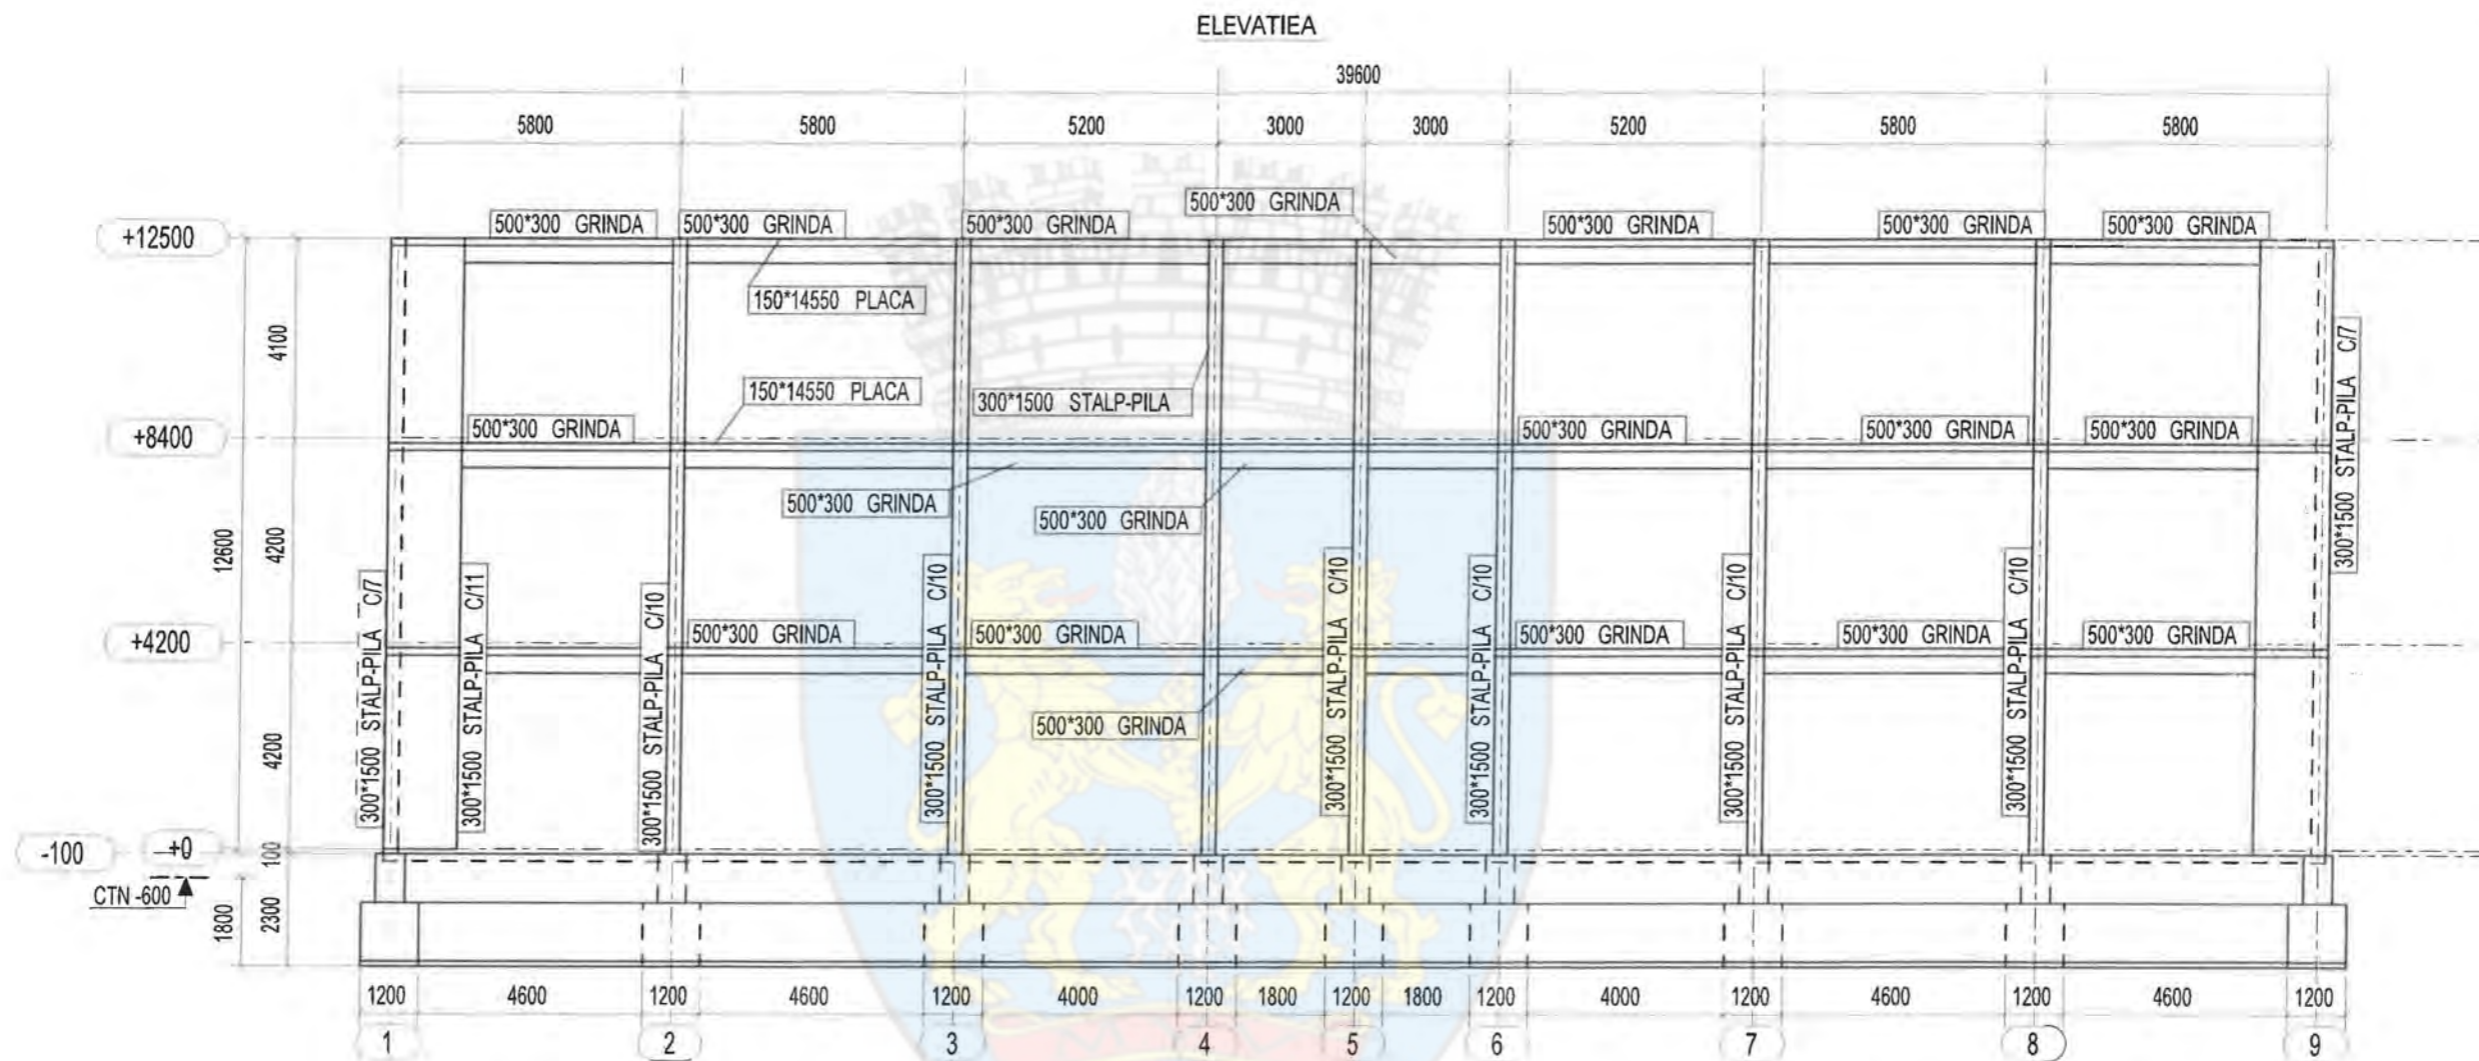 ELEVATIEA
39600
5800 5800 5200 3000 3000 5200 5800 5800
500*300 GRINDA
+12500
500*300 GRINDA
500*300 GRINDA
500*300 GRINDA
500*300 GRINDA
500*300 GRINDA
500*300 GRINDA
150*14550 PLACA
4100
150*14550 PLACA
300*1500 STALP-PILA
300*1500 STALP-PILA C/7
+8400
500*300 GRINDA
500*300 GRINDA
500*300 GRINDA
500*300 GRINDA
500*300 GRINDA
500*300 GRINDA
12600
4200
300*1500 STALP-PILA C/7
300*1500 STALP-PILA C/11
300*1500 STALP-PILA C/10
300*1500 STALP-PILA C/10
300*1500 STALP-PILA C/10
300*1500 STALP-PILA C/10
300*1500 STALP-PILA C/10
300*1500 STALP-PILA C/10
+4200
500*300 GRINDA
500*300 GRINDA
500*300 GRINDA
500*300 GRINDA
500*300 GRINDA
500*300 GRINDA
4200
-100
+0
100
CTN -600
1800
2300
1200 4600 1200 4600 1200 4000 1200 1800 1200 1800 1200 4000 1200 4600 1200 4600 1200
1 2 3 4 5 6 7 8 9